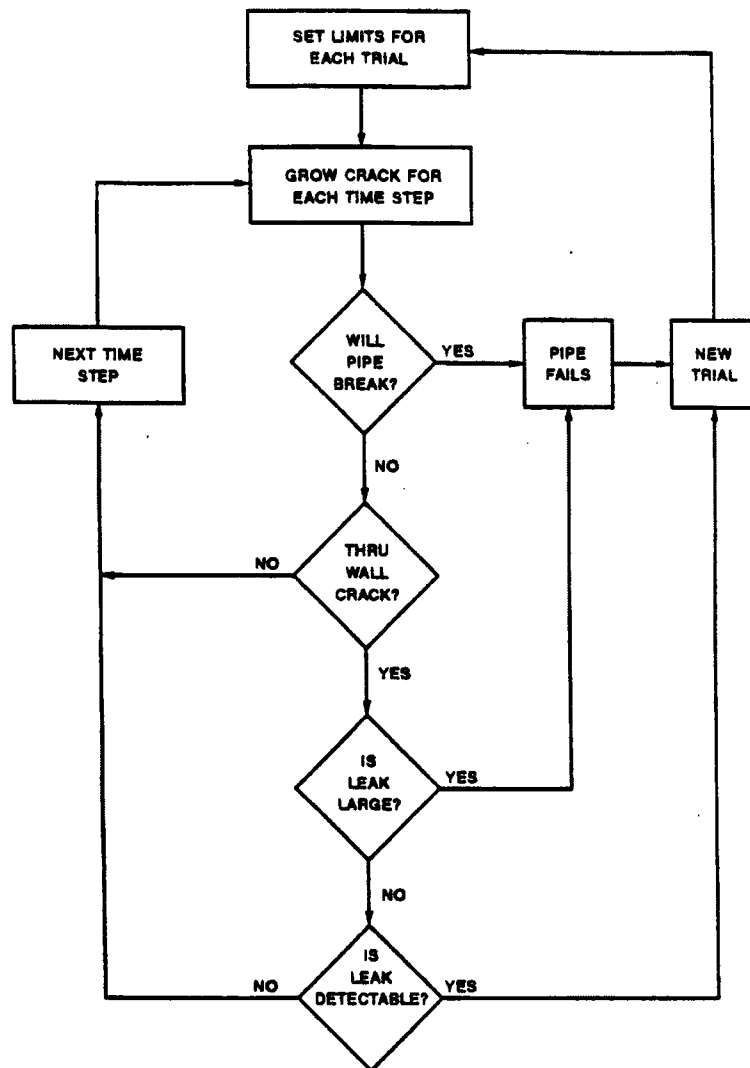 SET LIMITS FOR
EACH TRIAL
GROW CRACK FOR
EACH TIME STEP
NEXT TIME
STEP
WILL
PIPE
BREAK?
YES
PIPE
FAILS
NEW
TRIAL
NO
THRU
WALL
CRACK?
NO
YES
IS
LEAK
LARGE?
YES
NO
IS
LEAK
DETECTABLE?
NO
YES